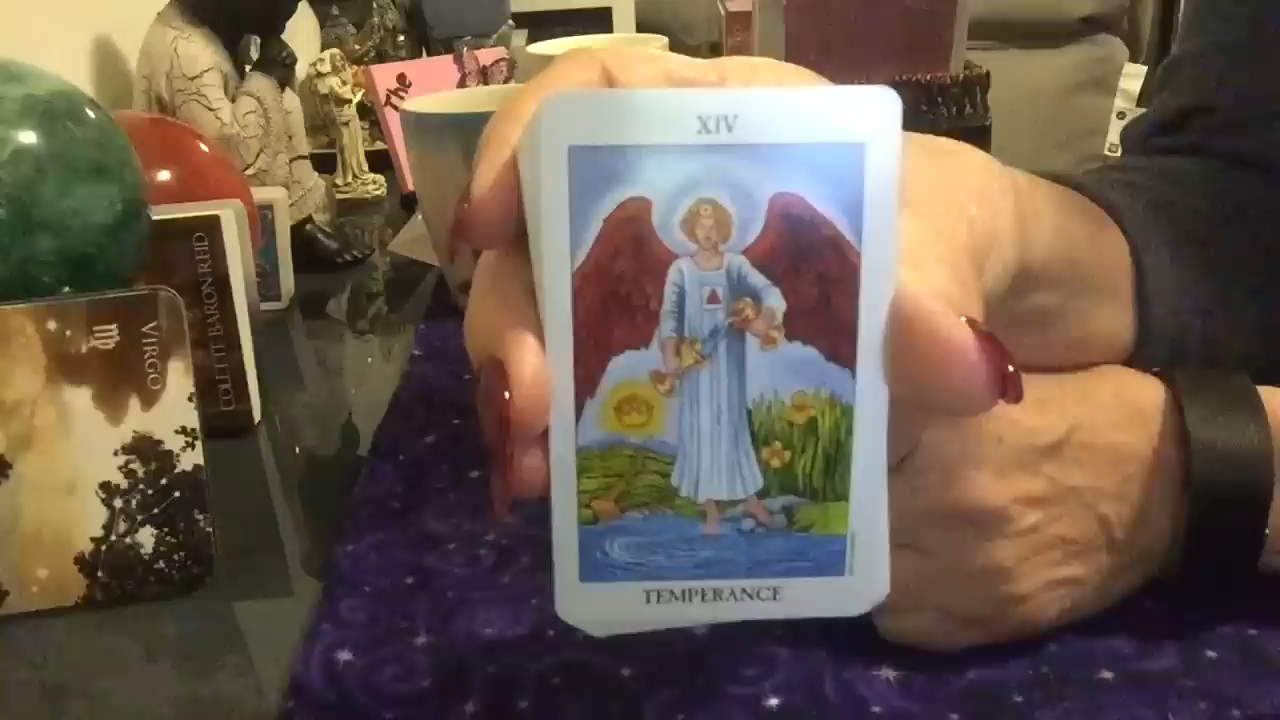 The
XIV
COLETTE BARON-REID
♍ VIRGO
TEMPERANCE